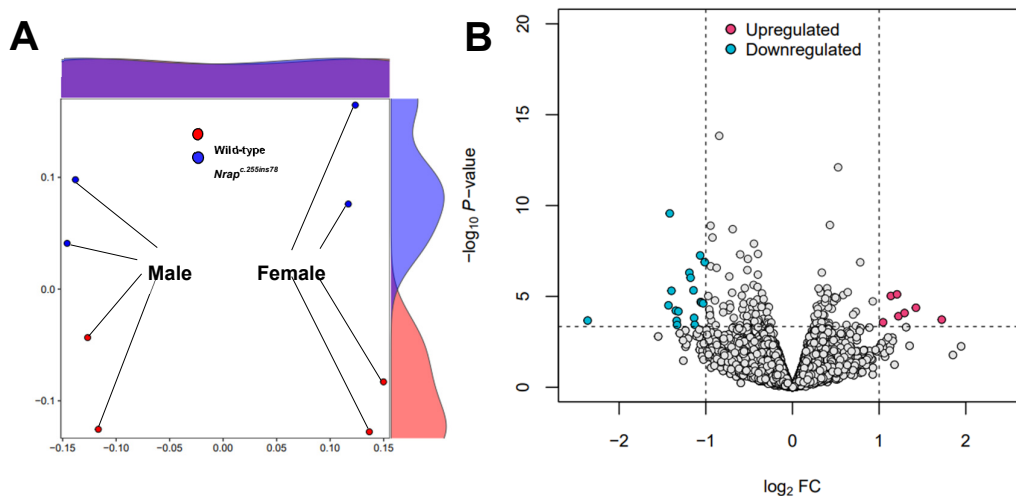 A
Wild-type
Nrap^c.255ins78
Male
Female
0.1
0.0
−0.1
−0.15
−0.10
−0.05
0.00
0.05
0.10
0.15
B
Upregulated
Downregulated
−log₁₀ P−value
20
15
10
5
0
−2
−1
0
1
2
log₂ FC